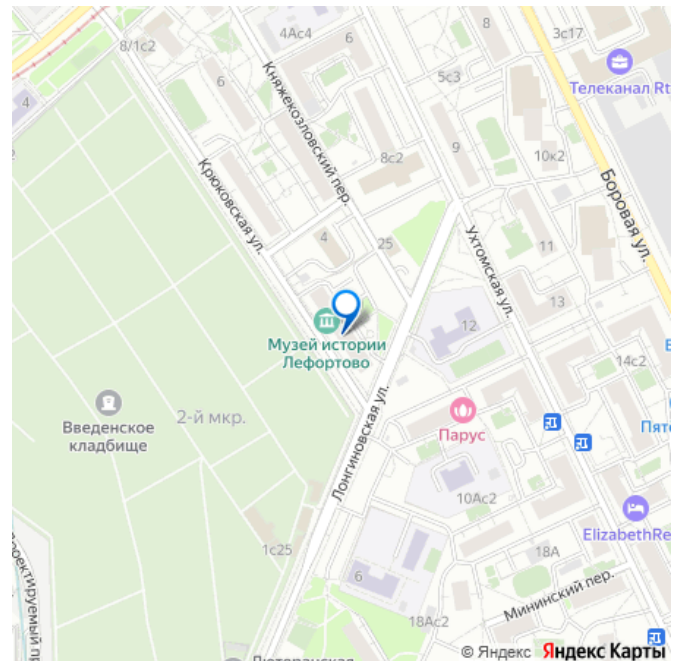 8/1с2
4Ас4
6
3с17
4
6
5с3
Телеканал Rt
Княжекозловский пер.
8с2
9
10к2
Боровая ул.
Крюковская ул.
4
25
Ухтомская ул.
11
13
12
Музей истории
Лефортово
14с2
Введенское
кладбище
2-й мкр.
Лонгиновская ул.
Парус
Пят
10Ас2
ElizabethRe
1с25
18А
6
Мининский пер.
18Ас2
© Яндекс Яндекс Карты